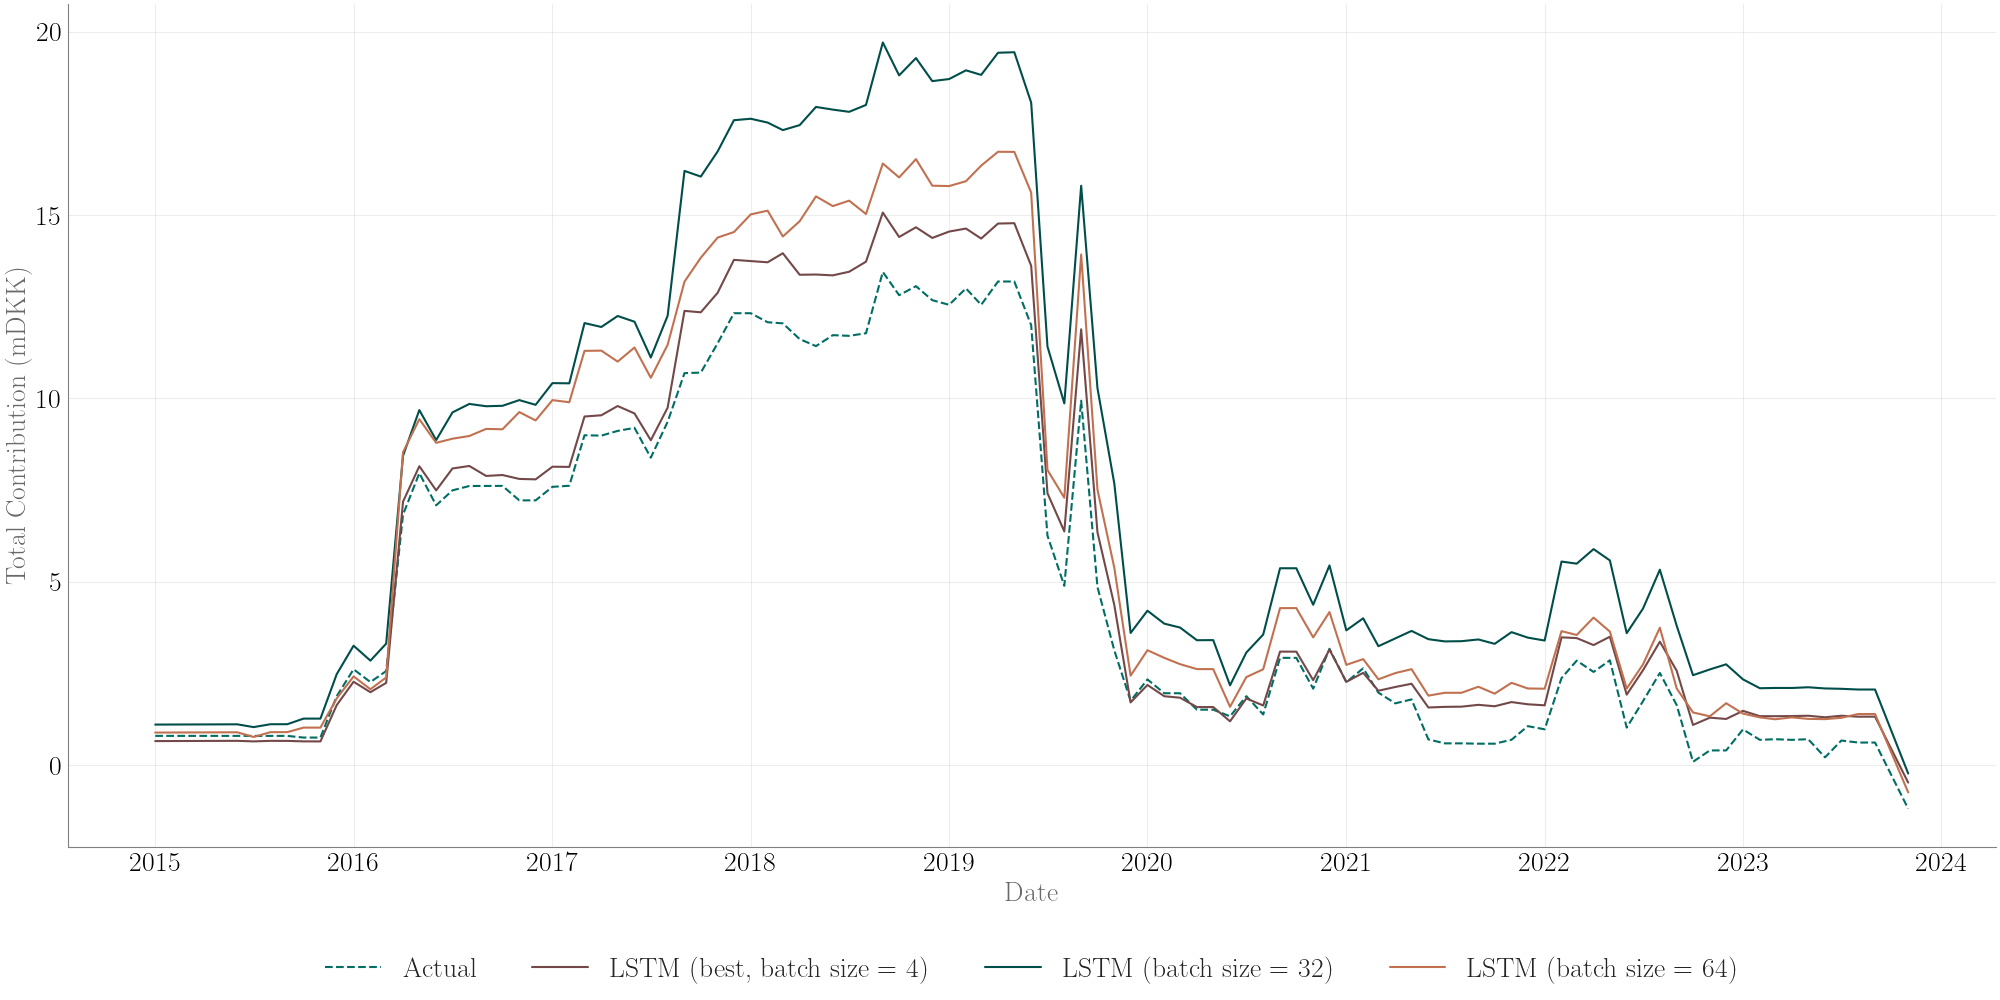 Total Contribution (mDKK)
20
15
10
5
0
2015 2016 2017 2018 2019 2020 2021 2022 2023 2024
Date
Actual LSTM (best, batch size = 4) LSTM (batch size = 32) LSTM (batch size = 64)